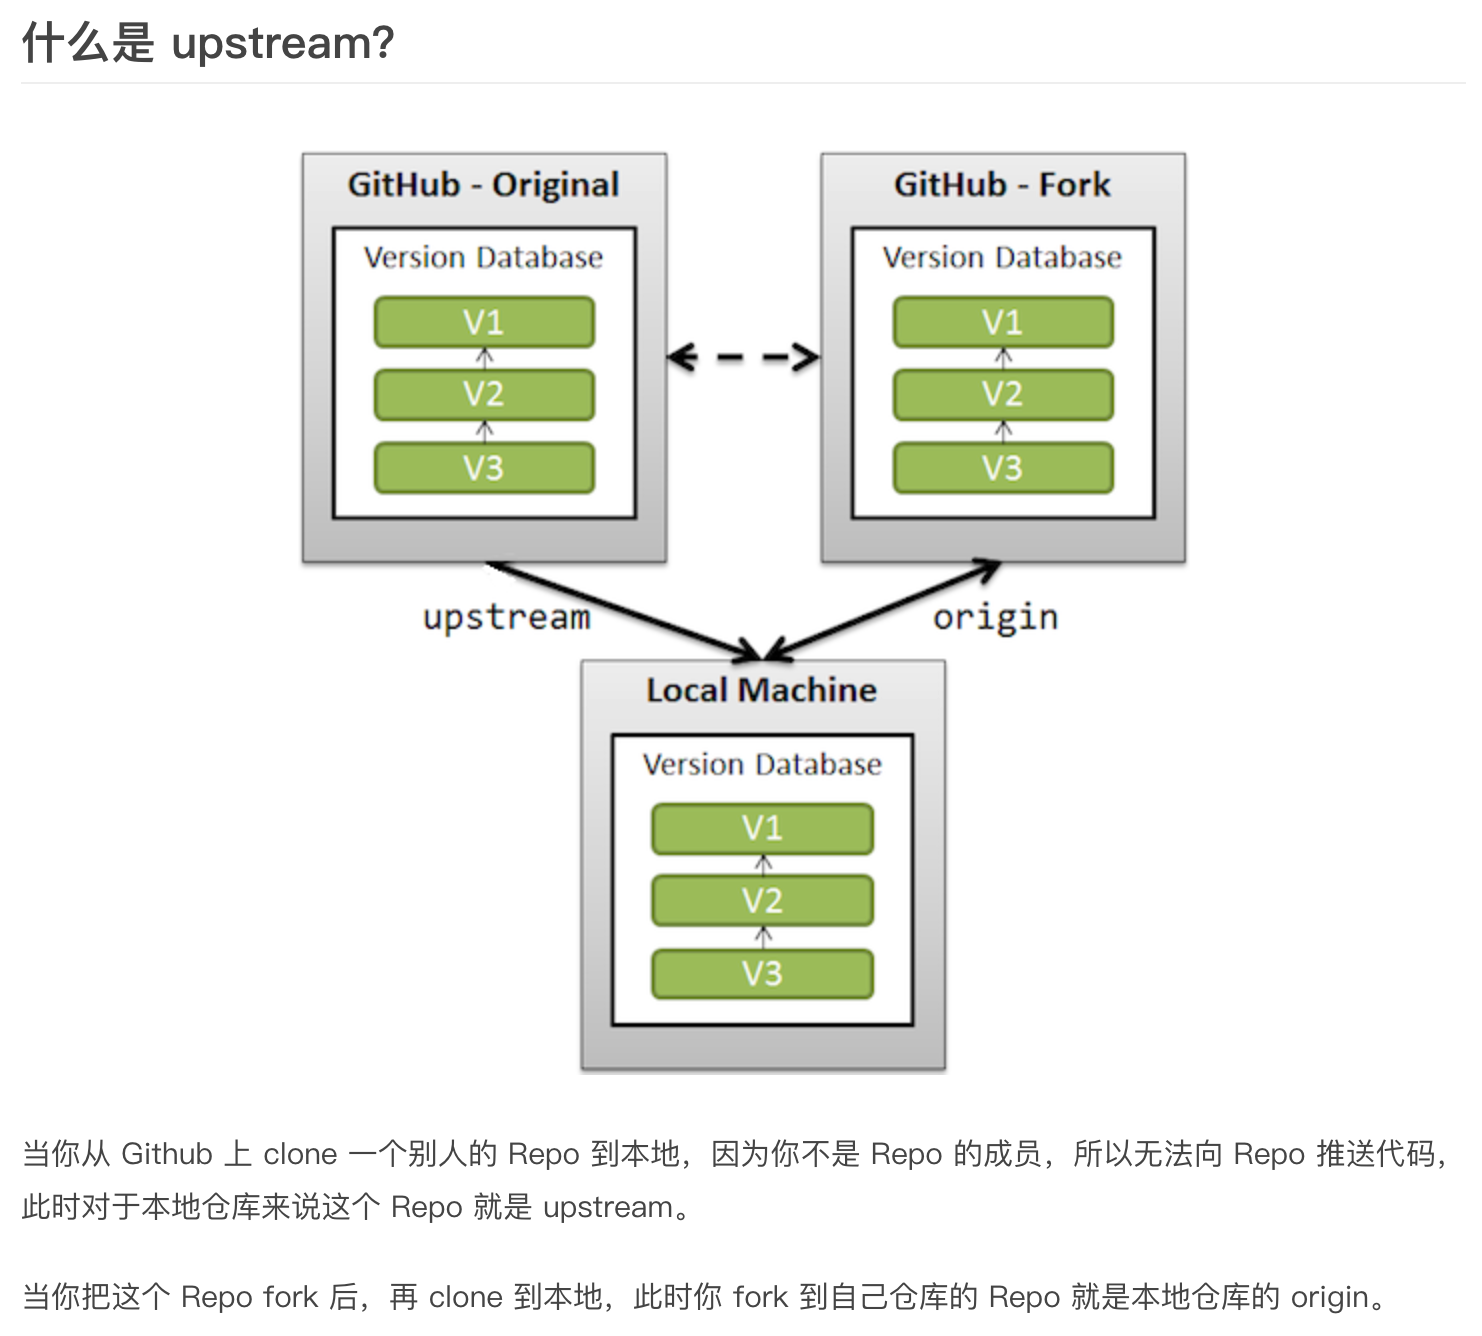 什么是 upstream?
GitHub - Original
Version Database
V1
V2
V3
GitHub - Fork
Version Database
V1
V2
V3
upstream
origin
Local Machine
Version Database
V1
V2
V3
当你从 Github 上 clone 一个别人的 Repo 到本地，因为你不是 Repo 的成员，所以无法向 Repo 推送代码，
此时对于本地仓库来说这个 Repo 就是 upstream。
当你把这个 Repo fork 后，再 clone 到本地，此时你 fork 到自己仓库的 Repo 就是本地仓库的 origin。